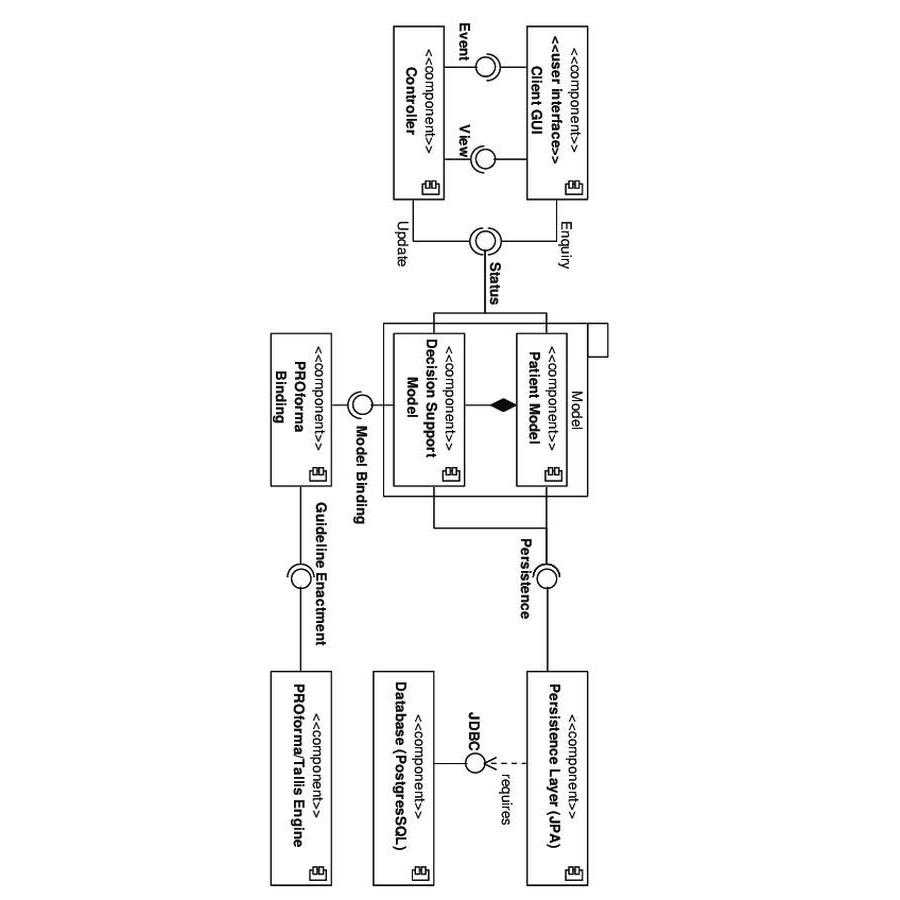 <<component>>
<<user interface>>
Client GUI
Event
View
<<component>>
Controller
Enquiry
Update
Status
Model
<<component>>
Patient Model
<<component>>
Decision Support
Model
Model Binding
<<component>>
PROforma
Binding
Persistence
Guideline Enactment
<<component>>
Persistence Layer (JPA)
requires
JDBC
<<component>>
Database (PostgresSQL)
<<component>>
PROforma/Tallis Engine